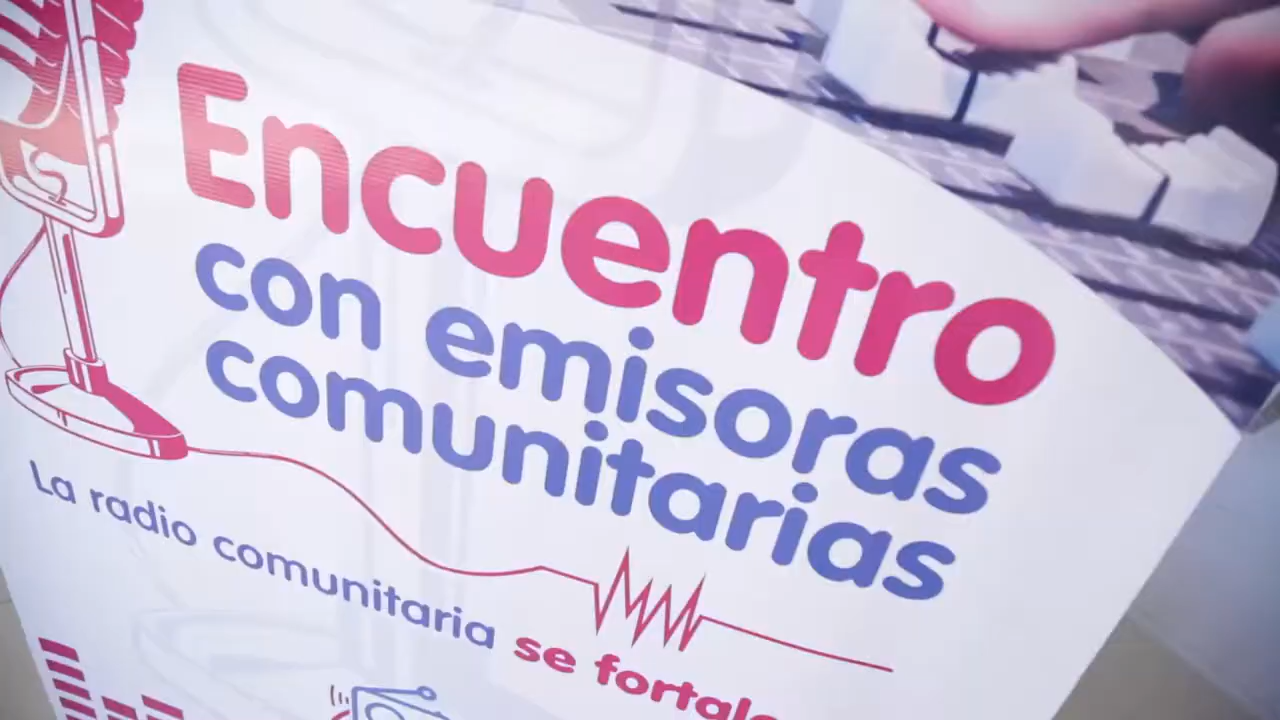 Encuentro
con emisoras
comunitarias
La radio comunitaria se